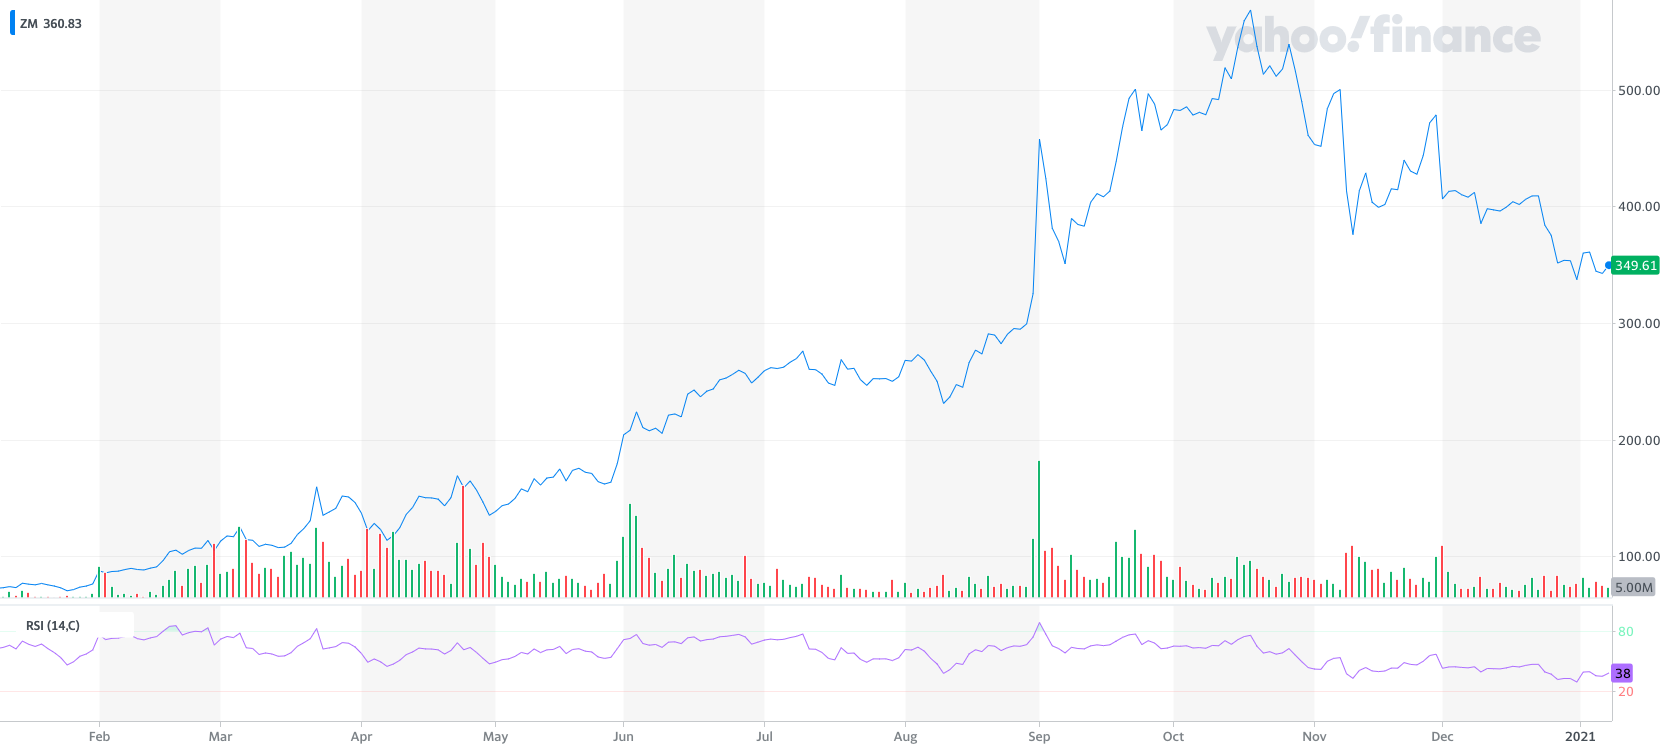 ZM 360.83
yahoo!finance
500.00
400.00
349.61
300.00
200.00
100.00
5.00M
RSI (14,C)
80
38
20
Feb Mar Apr May Jun Jul Aug Sep Oct Nov Dec 2021